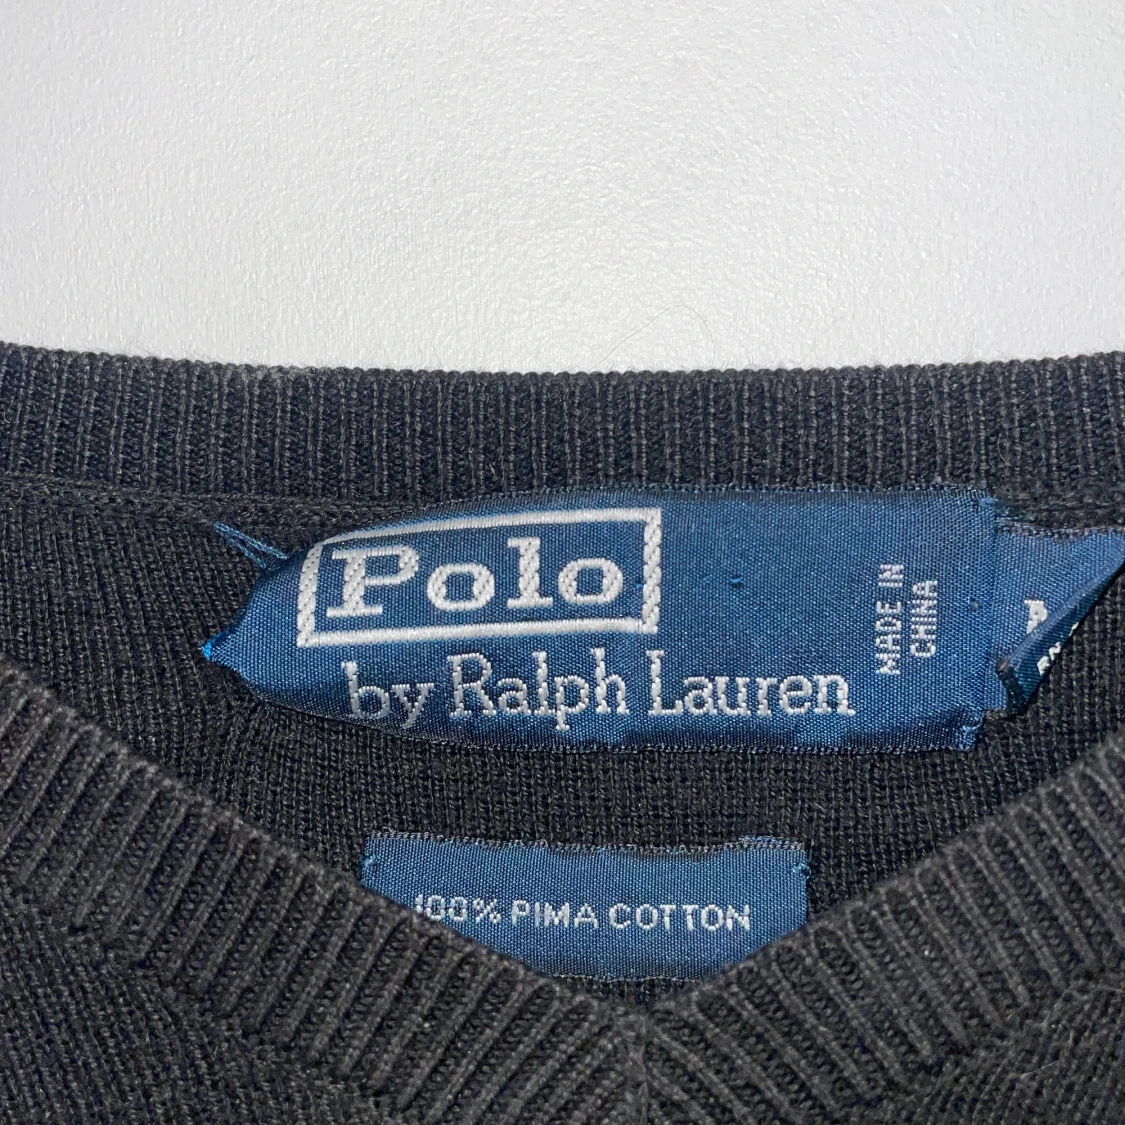 Polo
by Ralph Lauren
MADE IN
CHINA
100% PIMA COTTON